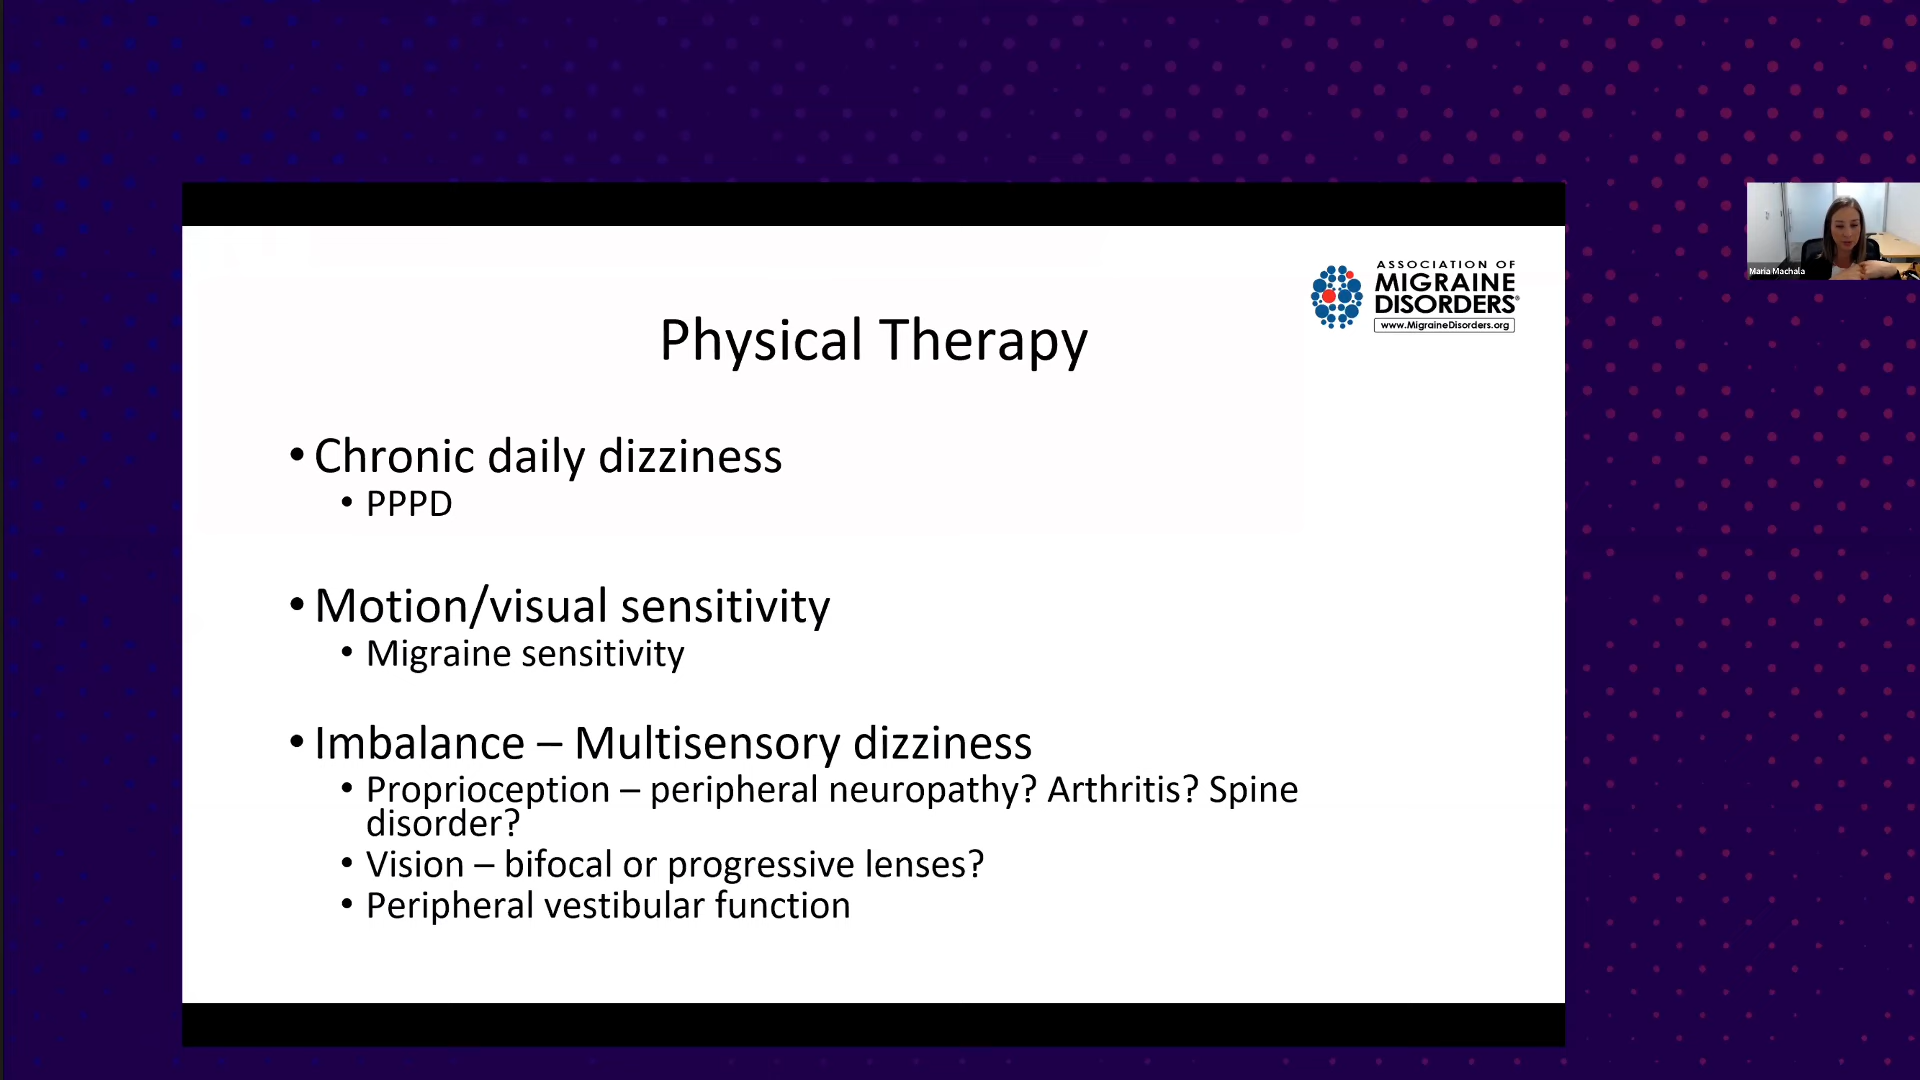 ASSOCIATION OF
MIGRAINE
DISORDERS®
www.MigraineDisorders.org
Physical Therapy
• Chronic daily dizziness
• PPPD
• Motion/visual sensitivity
• Migraine sensitivity
• Imbalance – Multisensory dizziness
• Proprioception – peripheral neuropathy? Arthritis? Spine
disorder?
• Vision – bifocal or progressive lenses?
• Peripheral vestibular function
Maria Machala